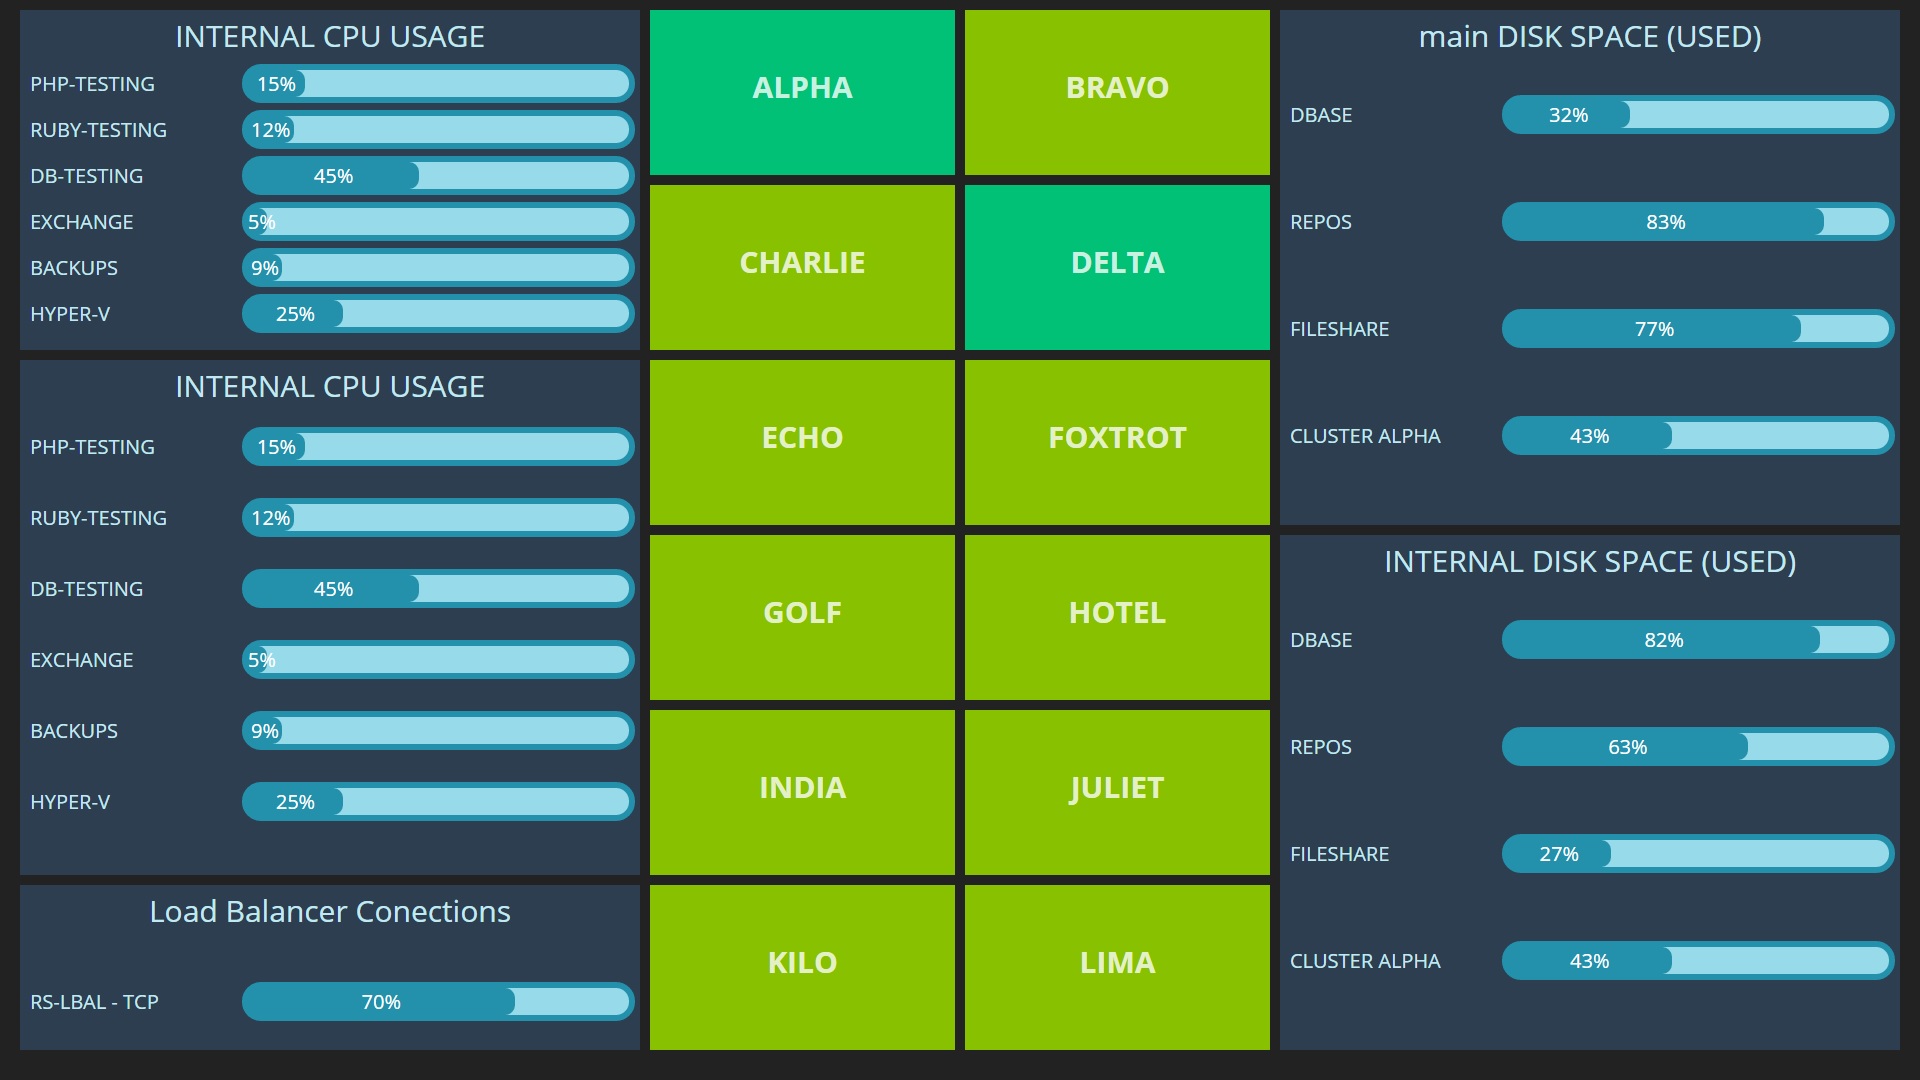 INTERNAL CPU USAGE
PHP-TESTING 15%
RUBY-TESTING 12%
DB-TESTING 45%
EXCHANGE 5%
BACKUPS 9%
HYPER-V 25%
INTERNAL CPU USAGE
PHP-TESTING 15%
RUBY-TESTING 12%
DB-TESTING 45%
EXCHANGE 5%
BACKUPS 9%
HYPER-V 25%
Load Balancer Conections
RS-LBAL - TCP 70%
ALPHA
BRAVO
CHARLIE
DELTA
ECHO
FOXTROT
GOLF
HOTEL
INDIA
JULIET
KILO
LIMA
main DISK SPACE (USED)
DBASE 32%
REPOS 83%
FILESHARE 77%
CLUSTER ALPHA 43%
INTERNAL DISK SPACE (USED)
DBASE 82%
REPOS 63%
FILESHARE 27%
CLUSTER ALPHA 43%